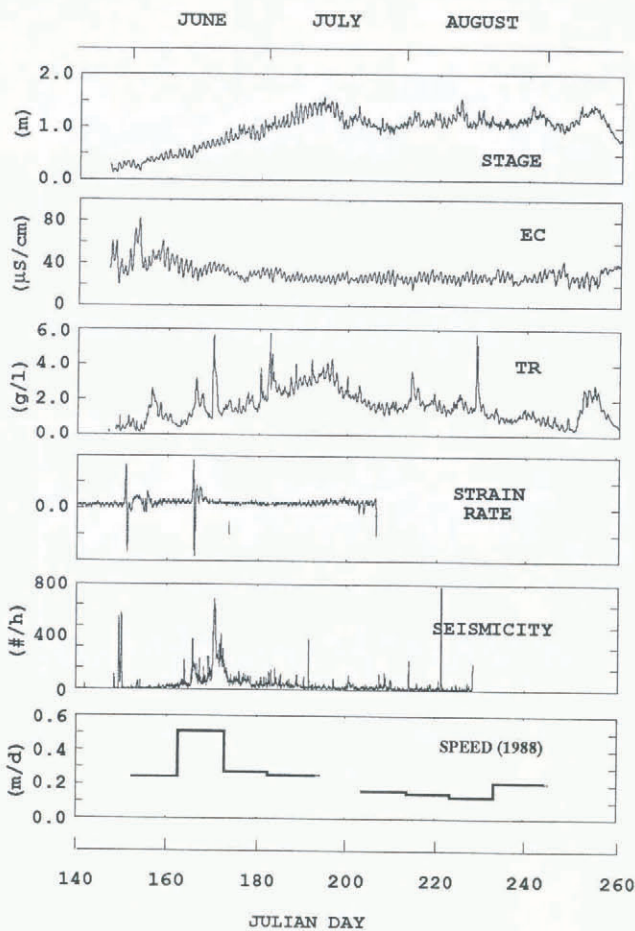 JUNE JULY AUGUST
2.0
(m)
1.0
STAGE
0.0
80
(μS/cm)
EC
40
0
6.0
TR
(g/l)
4.0
2.0
0.0
0.0
STRAIN
RATE
800
(#/h)
400
SEISMICITY
0
0.6
(m/d)
SPEED (1988)
0.4
0.2
0.0
140 160 180 200 220 240 260
JULIAN DAY